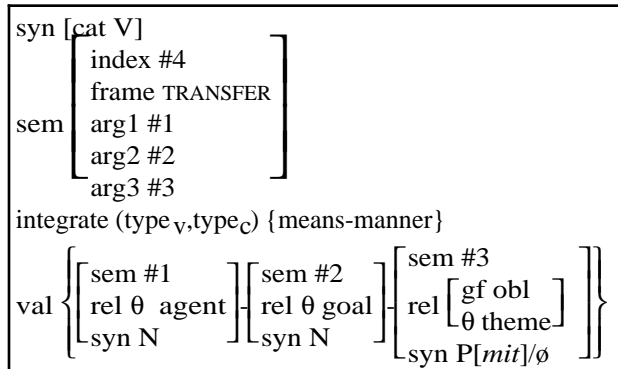 syn [cat V]
index #4
frame TRANSFER
sem arg1 #1
arg2 #2
arg3 #3
integrate (type_v,type_c) {means-manner}
sem #1 sem #2 sem #3
gf obl
val { rel θ agent - rel θ goal - rel θ theme }
syn N syn N syn P[mit]/ø